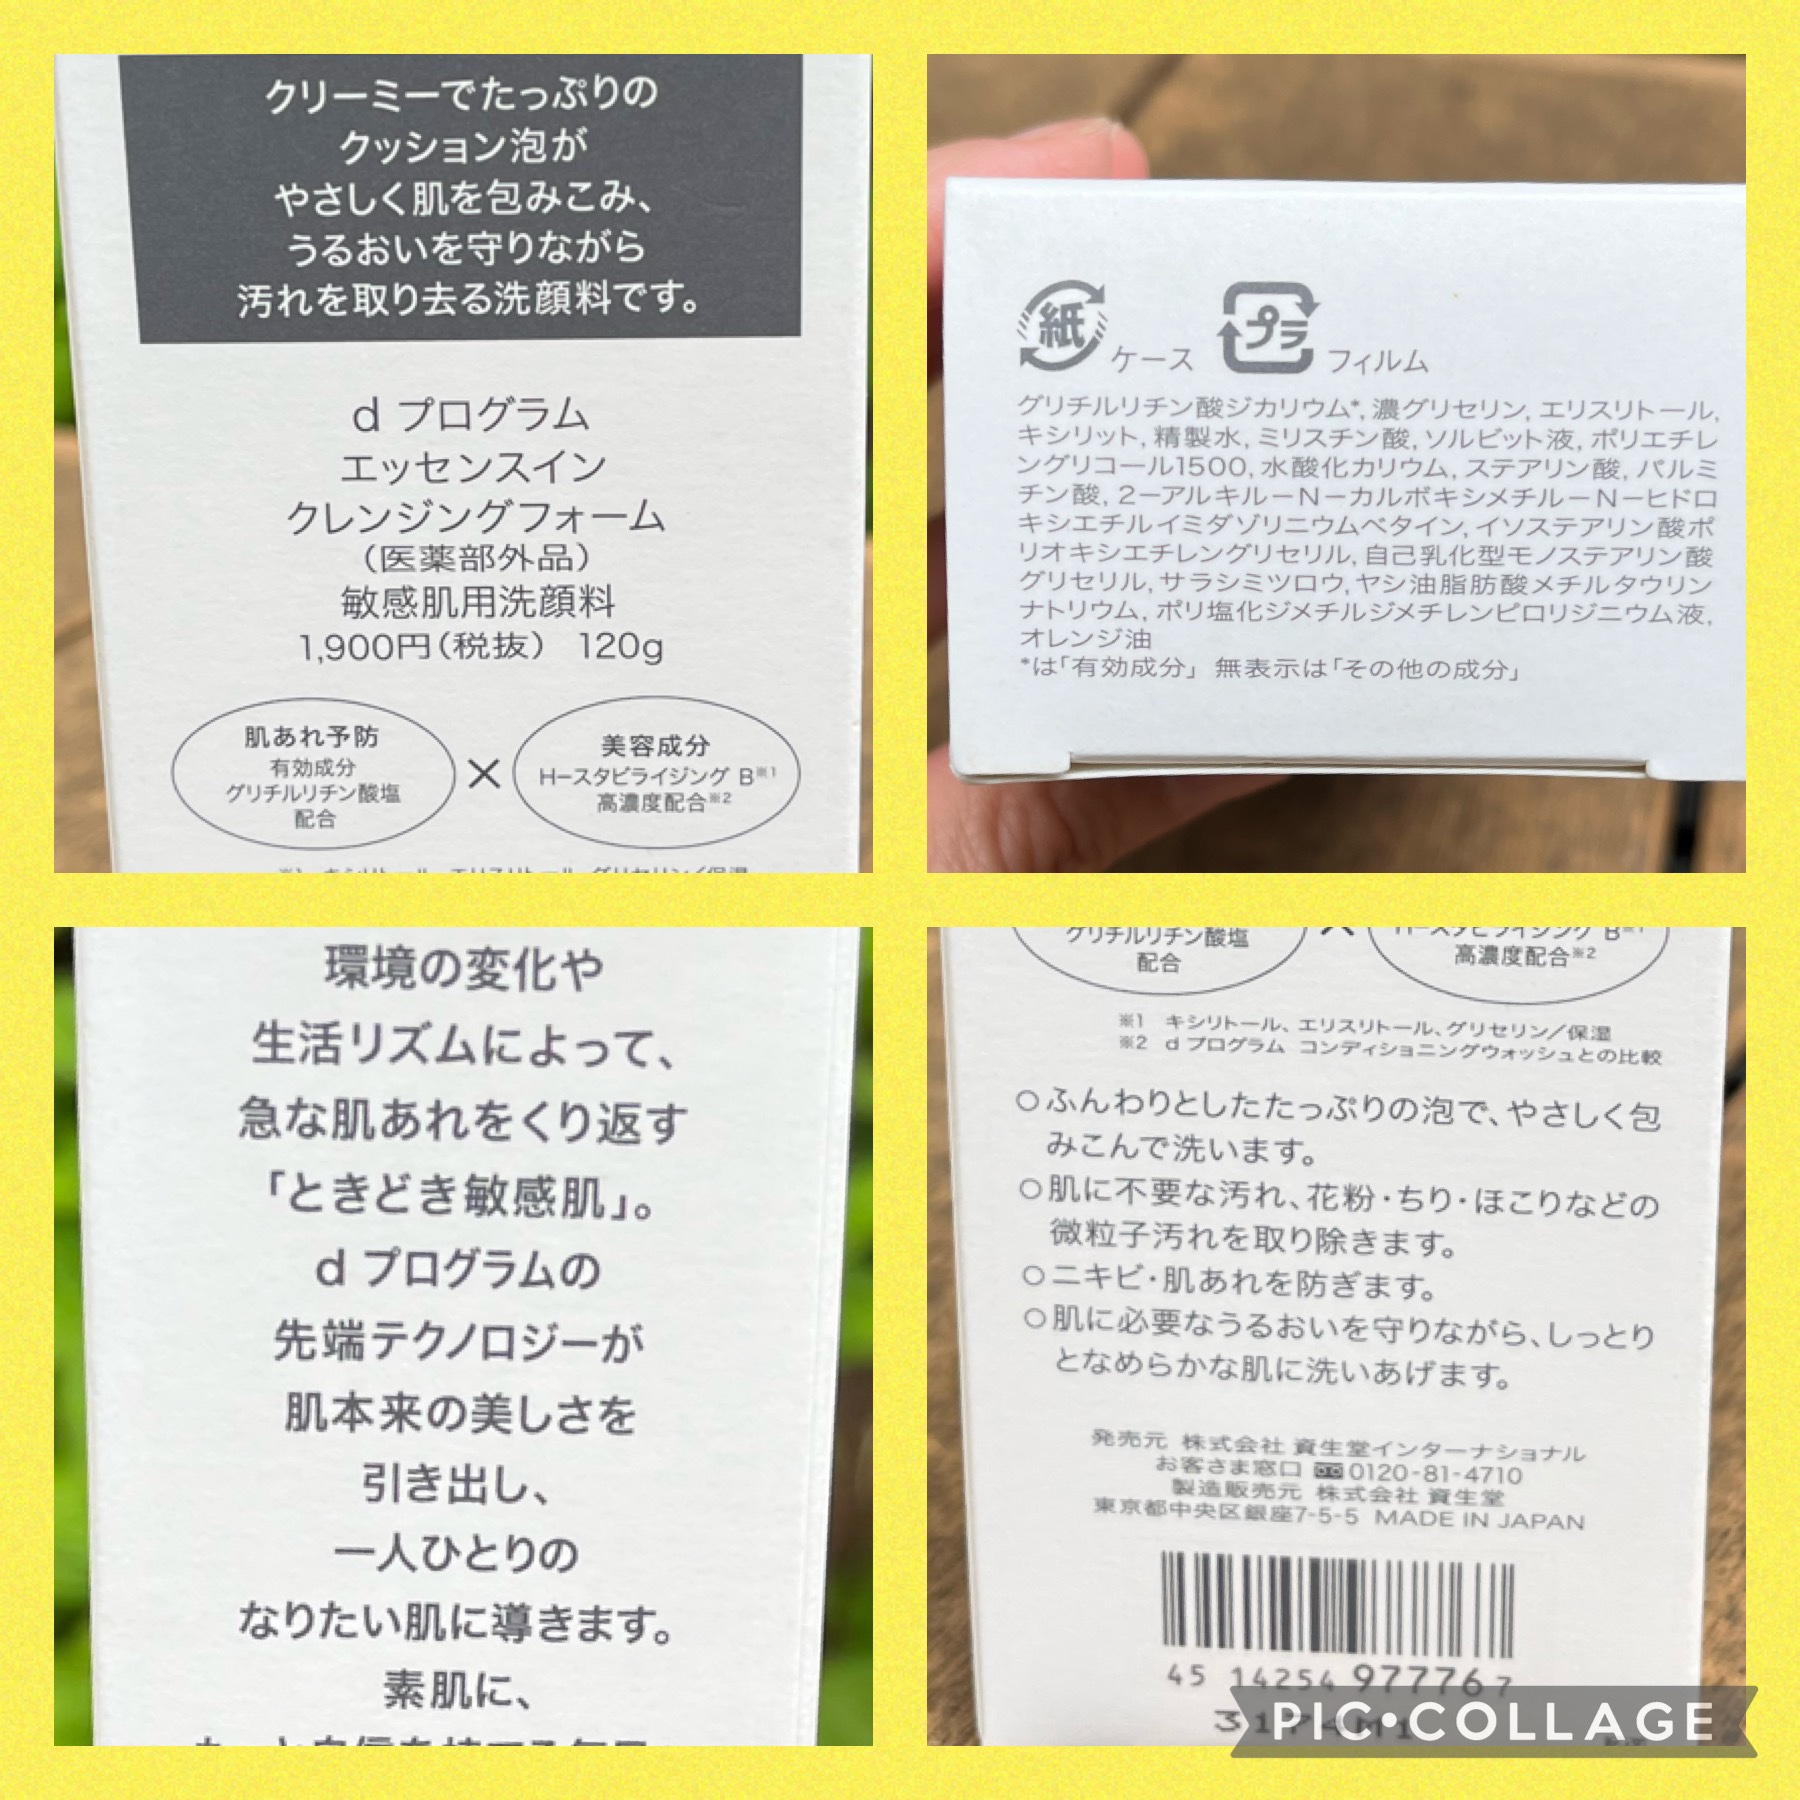 クリーミーでたっぷりの
クッション泡が
やさしく肌を包みこみ、
うるおいを守りながら
汚れを取り去る洗顔料です。
d プログラム
エッセンスイン
クレンジングフォーム
（医薬部外品）
敏感肌用洗顔料
1,900円（税抜） 120g
肌あれ予防
有効成分
グリチルリチン酸塩
配合
×
美容成分
H−スタビライジング B※1
高濃度配合※2
※1 キシリトール、エリスリトール、グリセリン／保湿
紙 ケース プラ フィルム
グリチルリチン酸ジカリウム*, 濃グリセリン, エリスリトール,
キシリット, 精製水, ミリスチン酸, ソルビット液, ポリエチレ
ングリコール1500, 水酸化カリウム, ステアリン酸, パルミ
チン酸, 2−アルキル−N−カルボキシメチル−N−ヒドロ
キシエチルイミダゾリニウムベタイン, イソステアリン酸ポ
リオキシエチレングリセリル, 自己乳化型モノステアリン酸
グリセリル, サラシミツロウ, ヤシ油脂肪酸メチルタウリン
ナトリウム, ポリ塩化ジメチルジメチレンピロリジニウム液,
オレンジ油
*は「有効成分」 無表示は「その他の成分」
環境の変化や
生活リズムによって、
急な肌あれをくり返す
「ときどき敏感肌」。
d プログラムの
先端テクノロジーが
肌本来の美しさを
引き出し、
一人ひとりの
なりたい肌に導きます。
素肌に、
グリチルリチン酸塩
配合
×
H−スタビライジング B※1
高濃度配合※2
※1 キシリトール、エリスリトール、グリセリン／保湿
※2 d プログラム コンディショニングウォッシュとの比較
○ふんわりとしたたっぷりの泡で、やさしく包
みこんで洗います。
○肌に不要な汚れ、花粉・ちり・ほこりなどの
微粒子汚れを取り除きます。
○ニキビ・肌あれを防ぎます。
○肌に必要なうるおいを守りながら、しっとり
となめらかな肌に洗いあげます。
発売元 株式会社 資生堂インターナショナル
お客さま窓口 0120-81-4710
製造販売元 株式会社 資生堂
東京都中央区銀座7-5-5 MADE IN JAPAN
45 14254 97776 7
PIC•COLLAGE